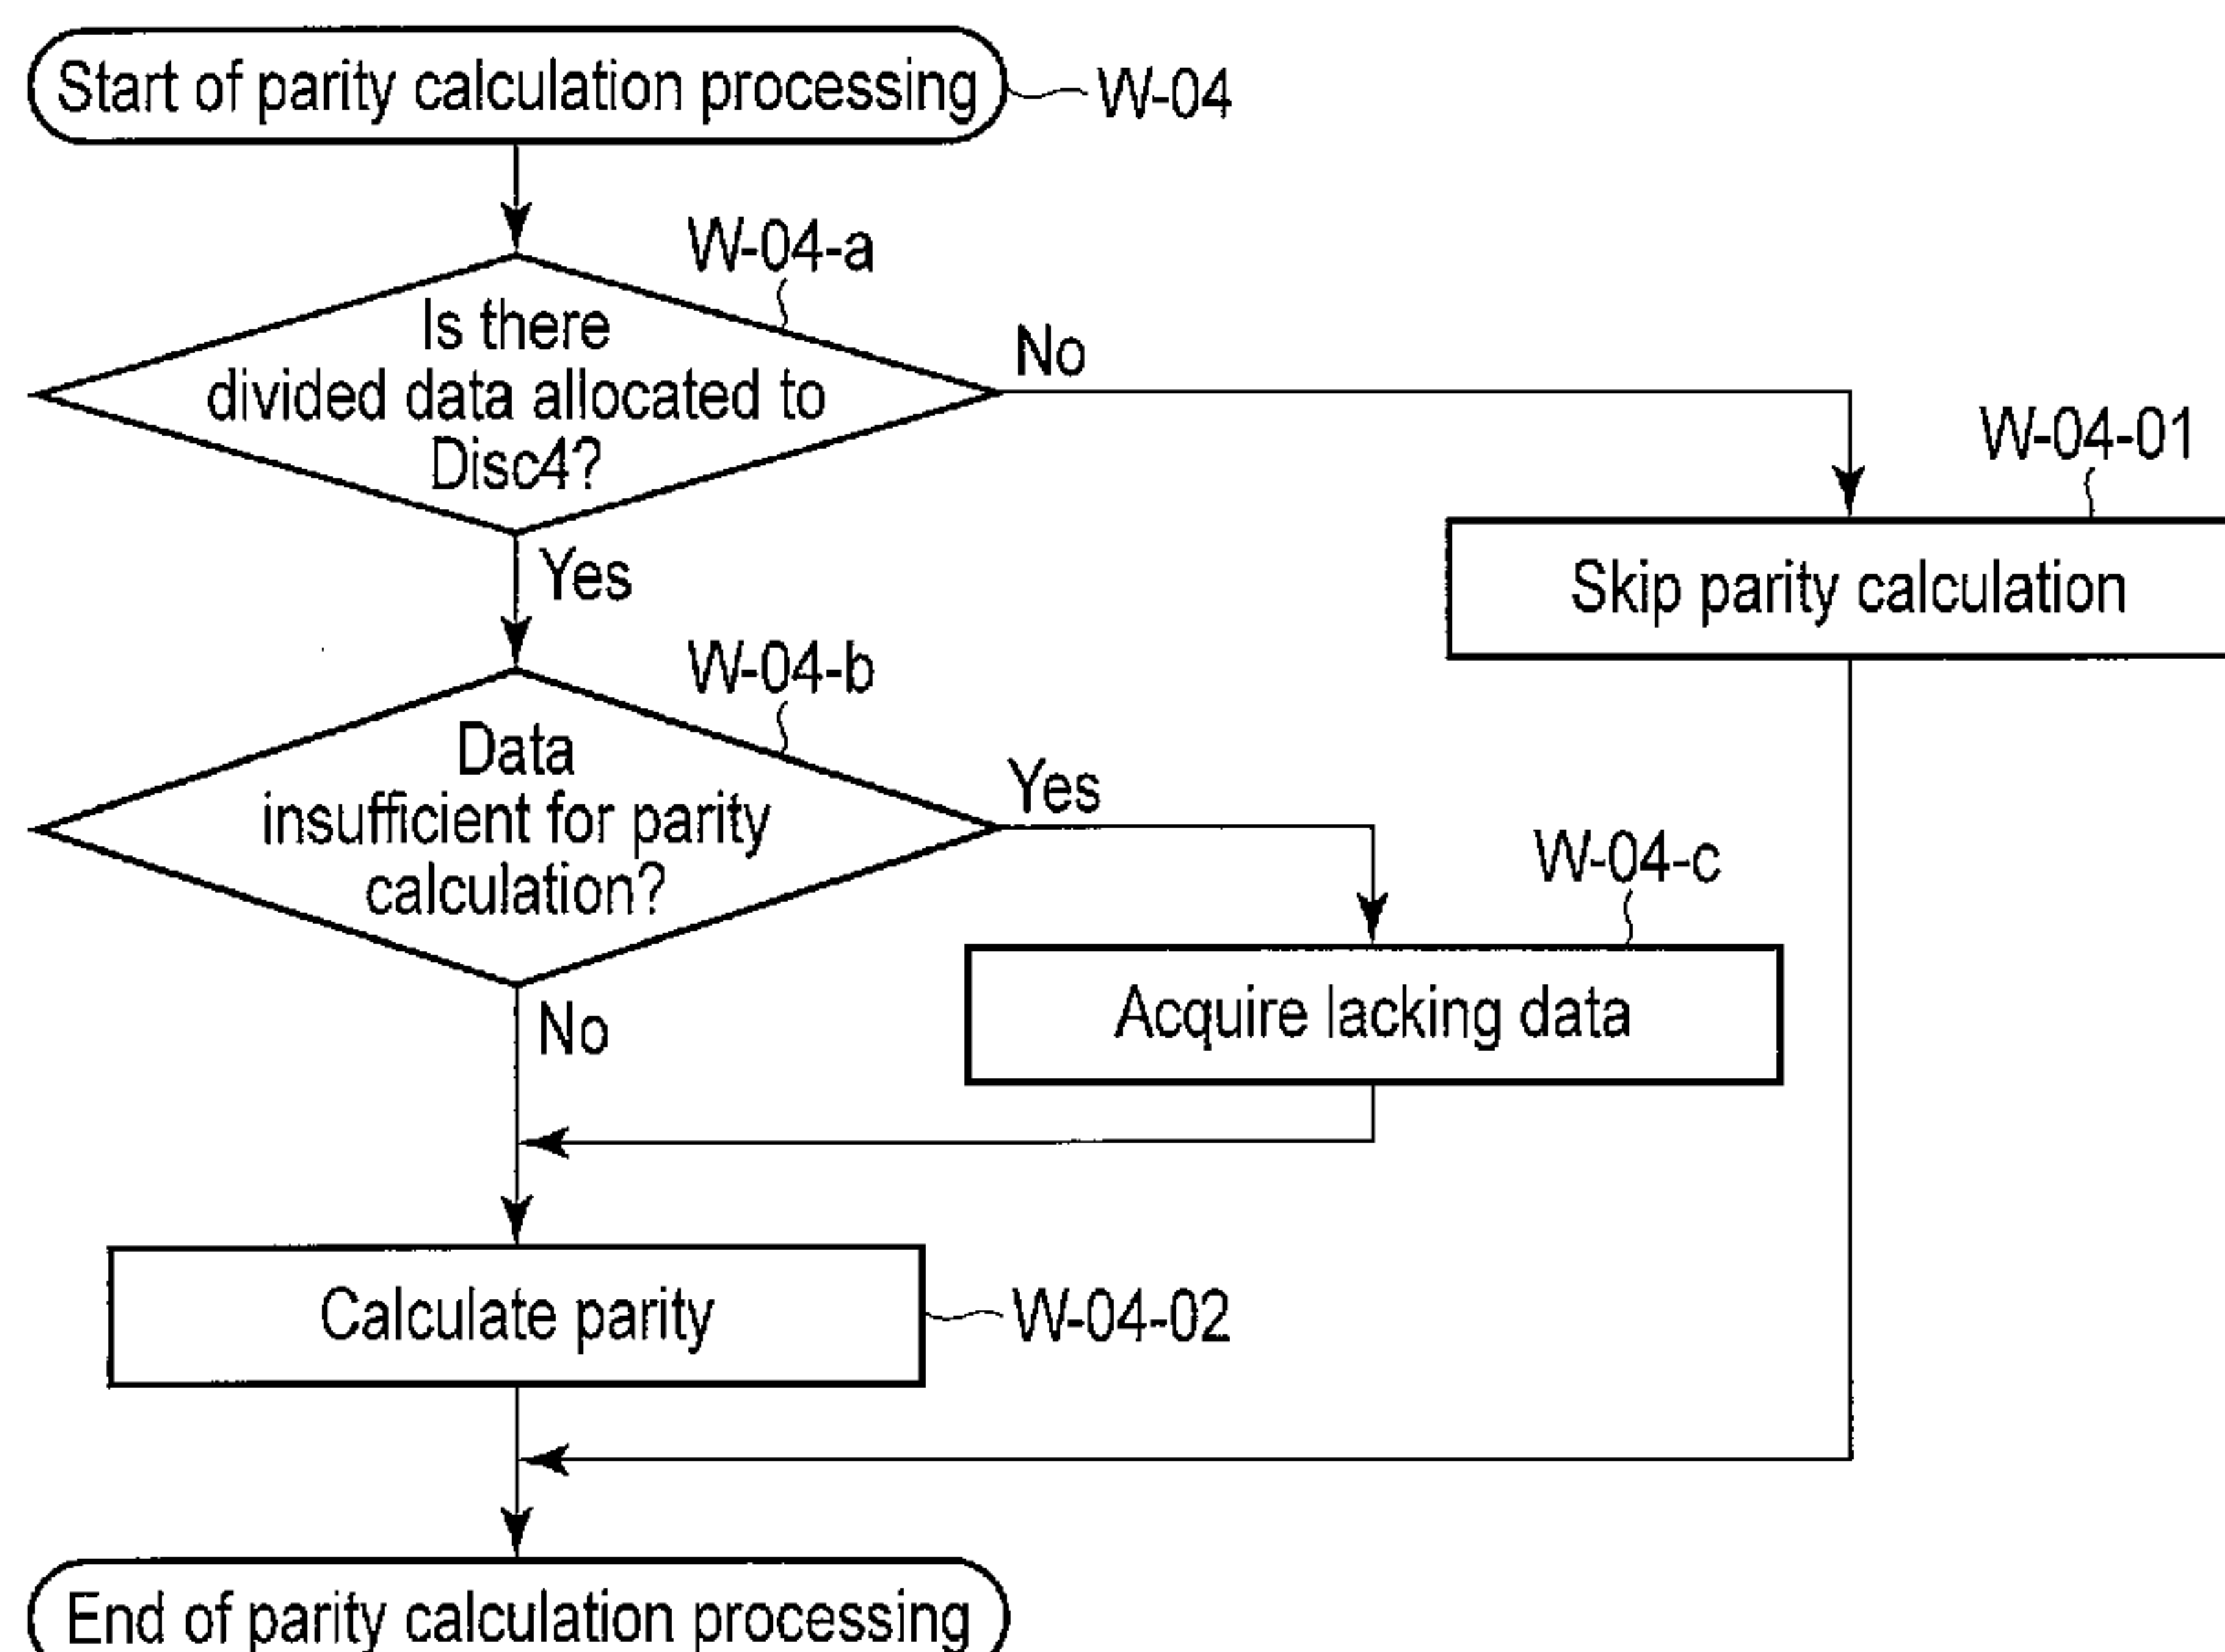 Start of parity calculation processing
W-04
W-04-a
Is there
divided data allocated to
Disc4?
No
W-04-01
Skip parity calculation
Yes
W-04-b
Data
insufficient for parity
calculation?
Yes
W-04-c
Acquire lacking data
No
Calculate parity
W-04-02
End of parity calculation processing